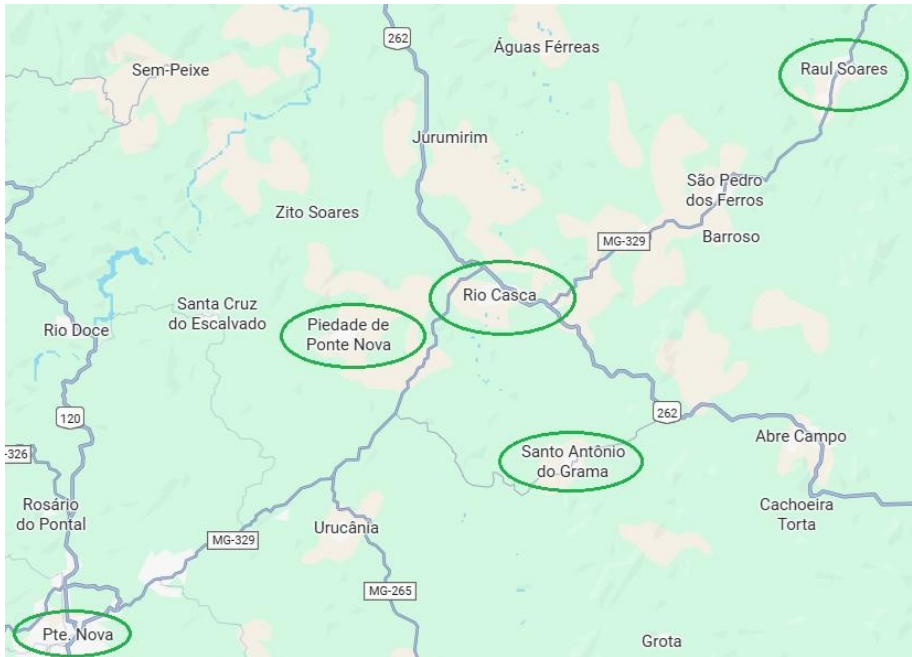 262
Águas Férreas
Raul Soares
Sem-Peixe
Jurumirim
São Pedro
dos Ferros
Zito Soares
MG-329
Barroso
Rio Casca
Santa Cruz
do Escalvado
Piedade de
Ponte Nova
Rio Doce
120
262
Abre Campo
-326
Santo Antônio
do Grama
Rosário
do Pontal
Cachoeira
Torta
Urucânia
MG-329
MG-265
Pte. Nova
Grota